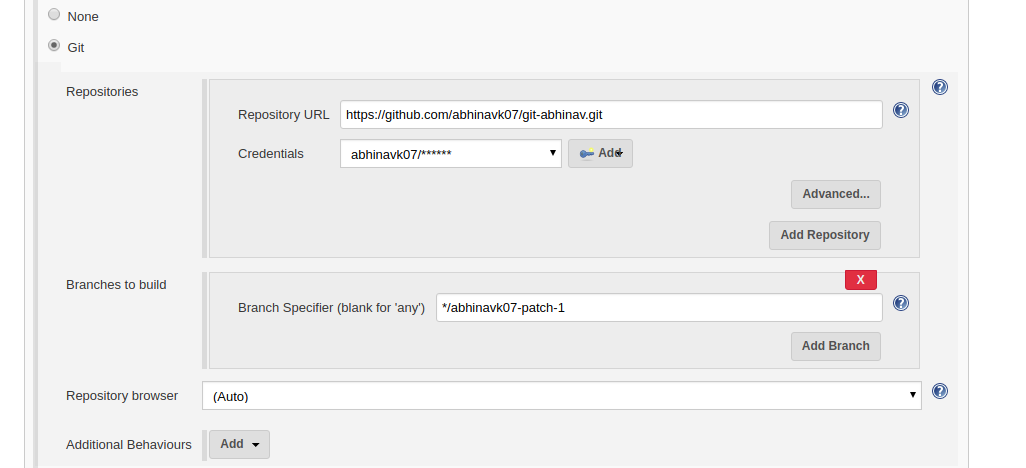 None
Git
Repositories
Repository URL https://github.com/abhinavk07/git-abhinav.git
Credentials abhinavk07/****** Add
Advanced...
Add Repository
Branches to build
X
Branch Specifier (blank for 'any') */abhinavk07-patch-1
Add Branch
Repository browser (Auto)
Additional Behaviours Add